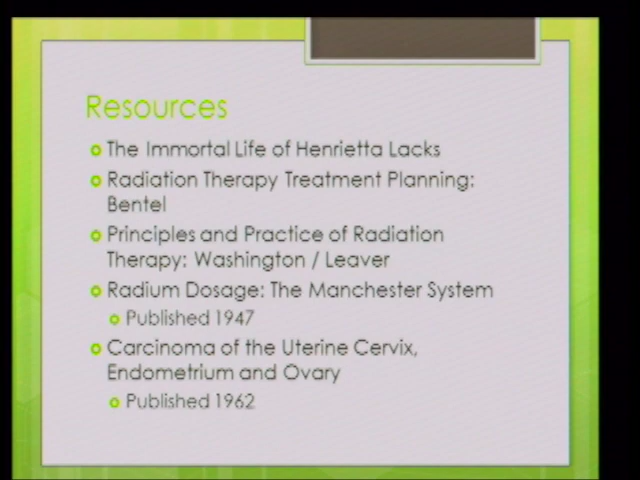 Resources
The Immortal Life of Henrietta Lacks
Radiation Therapy Treatment Planning:
Bentel
Principles and Practice of Radiation
Therapy: Washington / Leaver
Radium Dosage: The Manchester System
Published 1947
Carcinoma of the Uterine Cervix,
Endometrium and Ovary
Published 1962